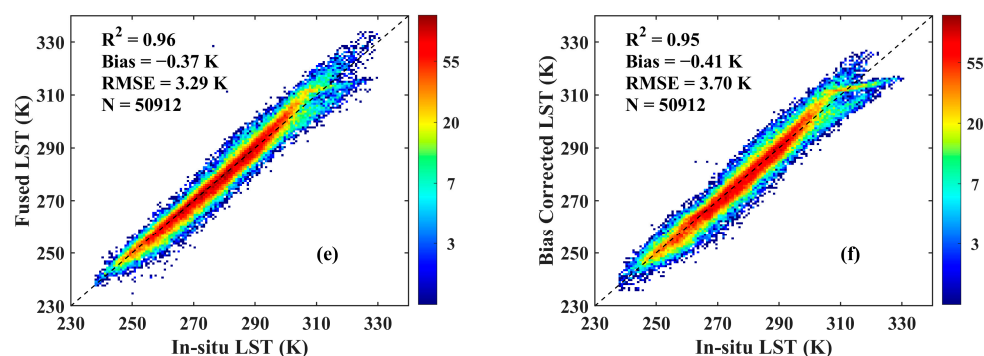 330
310
290
270
250
230
Fused LST (K)
R² = 0.96
Bias = −0.37 K
RMSE = 3.29 K
N = 50912
(e)
230 250 270 290 310 330
In-situ LST (K)
55
20
7
3
330
310
290
270
250
230
Bias Corrected LST (K)
R² = 0.95
Bias = −0.41 K
RMSE = 3.70 K
N = 50912
(f)
230 250 270 290 310 330
In-situ LST (K)
55
20
7
3